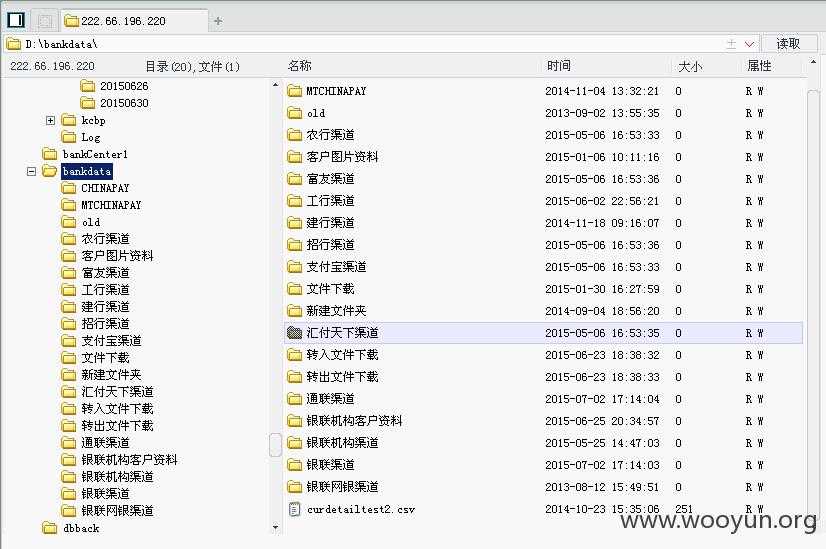 222.66.196.220
D:\bankdata\
读取
222.66.196.220 目录(20),文件(1)
20150626
20150630
kcbp
Log
bankCenter1
bankdata
CHINAPAY
MTCHINAPAY
old
农行渠道
客户图片资料
富友渠道
工行渠道
建行渠道
招行渠道
支付宝渠道
文件下载
新建文件夹
汇付天下渠道
转入文件下载
转出文件下载
通联渠道
银联机构客户资料
银联机构渠道
银联渠道
银联网银渠道
dbback
名称 时间 大小 属性
MTCHINAPAY 2014-11-04 13:32:21 0 R W
old 2013-09-02 13:55:35 0 R W
农行渠道 2015-05-06 16:53:33 0 R W
客户图片资料 2015-01-06 10:11:16 0 R W
富友渠道 2015-05-06 16:53:36 0 R W
工行渠道 2015-06-02 22:56:21 0 R W
建行渠道 2014-11-18 09:16:07 0 R W
招行渠道 2015-05-06 16:53:36 0 R W
支付宝渠道 2015-05-06 16:53:33 0 R W
文件下载 2015-01-30 16:27:59 0 R W
新建文件夹 2014-09-04 18:56:20 0 R W
汇付天下渠道 2015-05-06 16:53:35 0 R W
转入文件下载 2015-06-23 18:38:32 0 R W
转出文件下载 2015-06-23 18:38:33 0 R W
通联渠道 2015-07-02 17:14:04 0 R W
银联机构客户资料 2015-06-25 20:34:57 0 R W
银联机构渠道 2015-05-25 14:47:03 0 R W
银联渠道 2015-07-02 17:14:03 0 R W
银联网银渠道 2013-08-12 15:49:51 0 R W
curdetailtest2.csv 2014-10-23 15:35:06 251 R W
www.wooyun.org